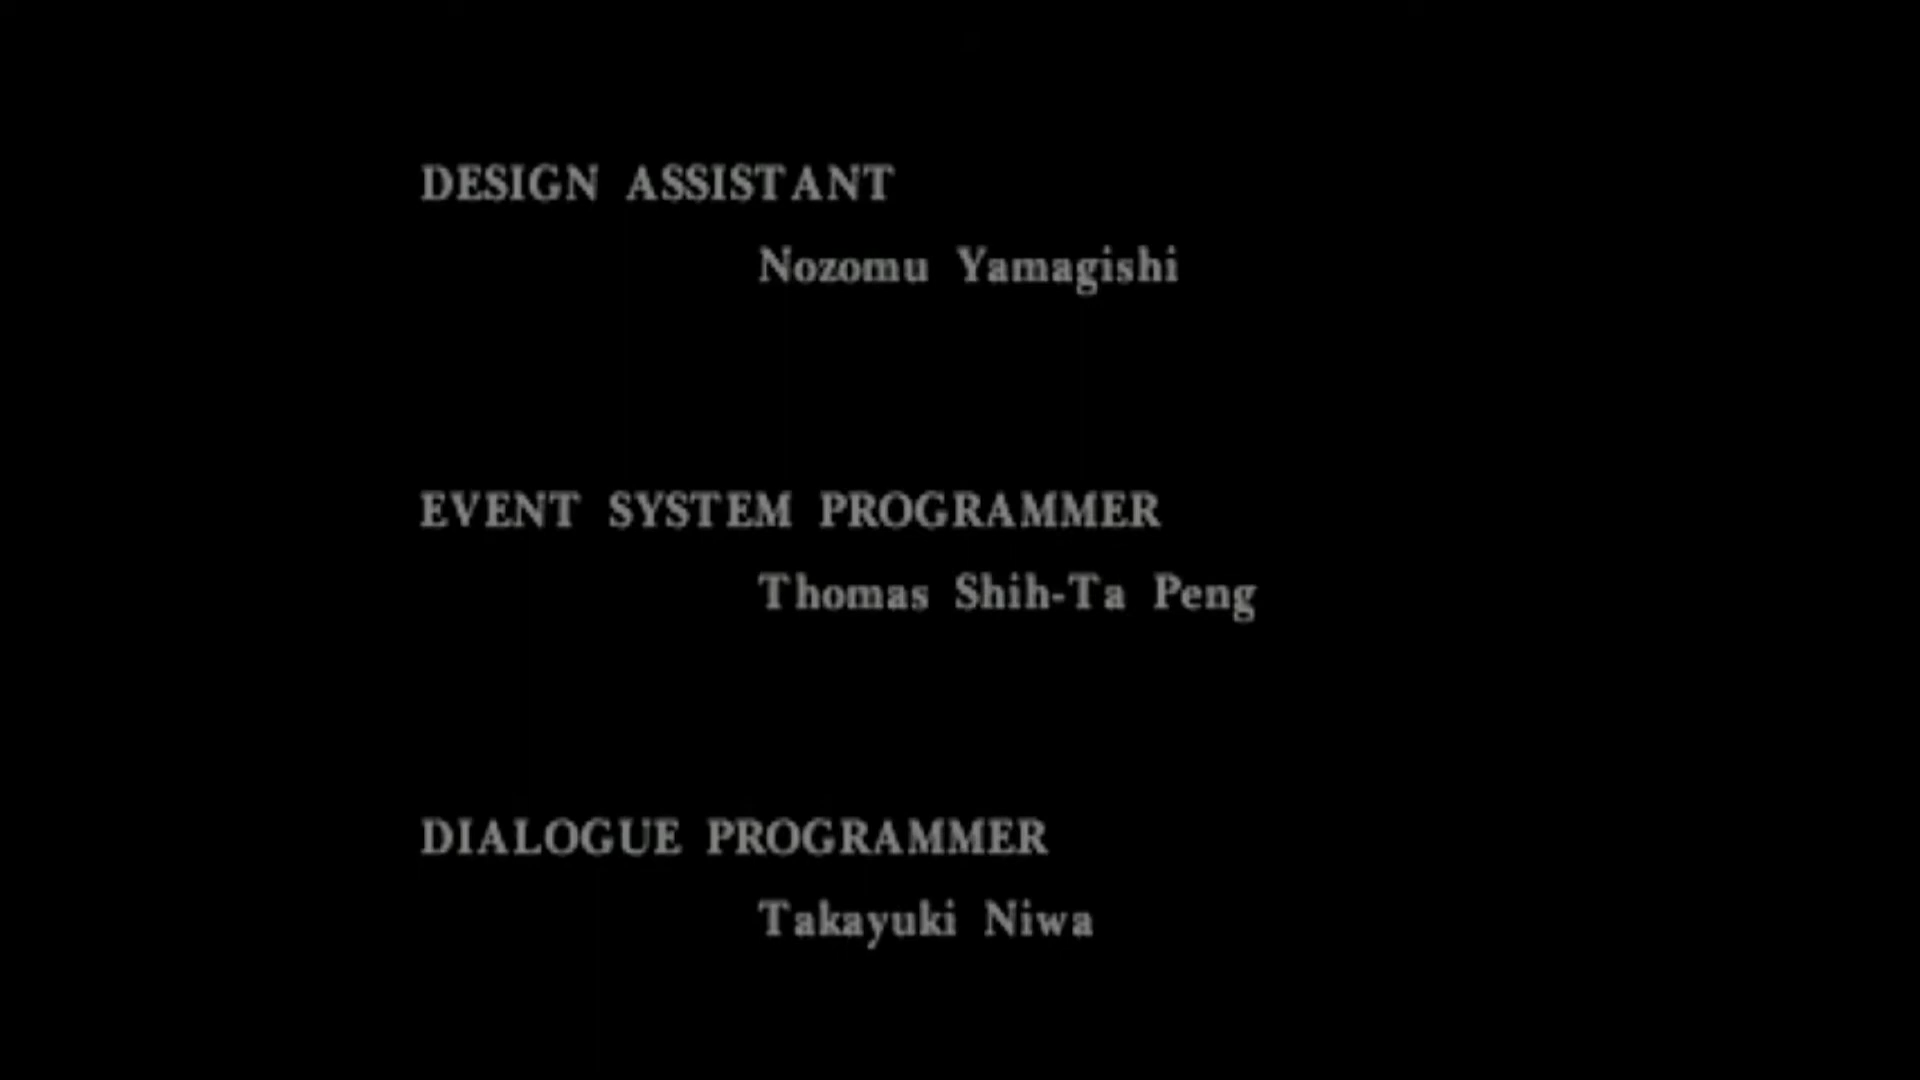 DESIGN ASSISTANT
Nozomu Yamagishi
EVENT SYSTEM PROGRAMMER
Thomas Shih-Ta Peng
DIALOGUE PROGRAMMER
Takayuki Niwa